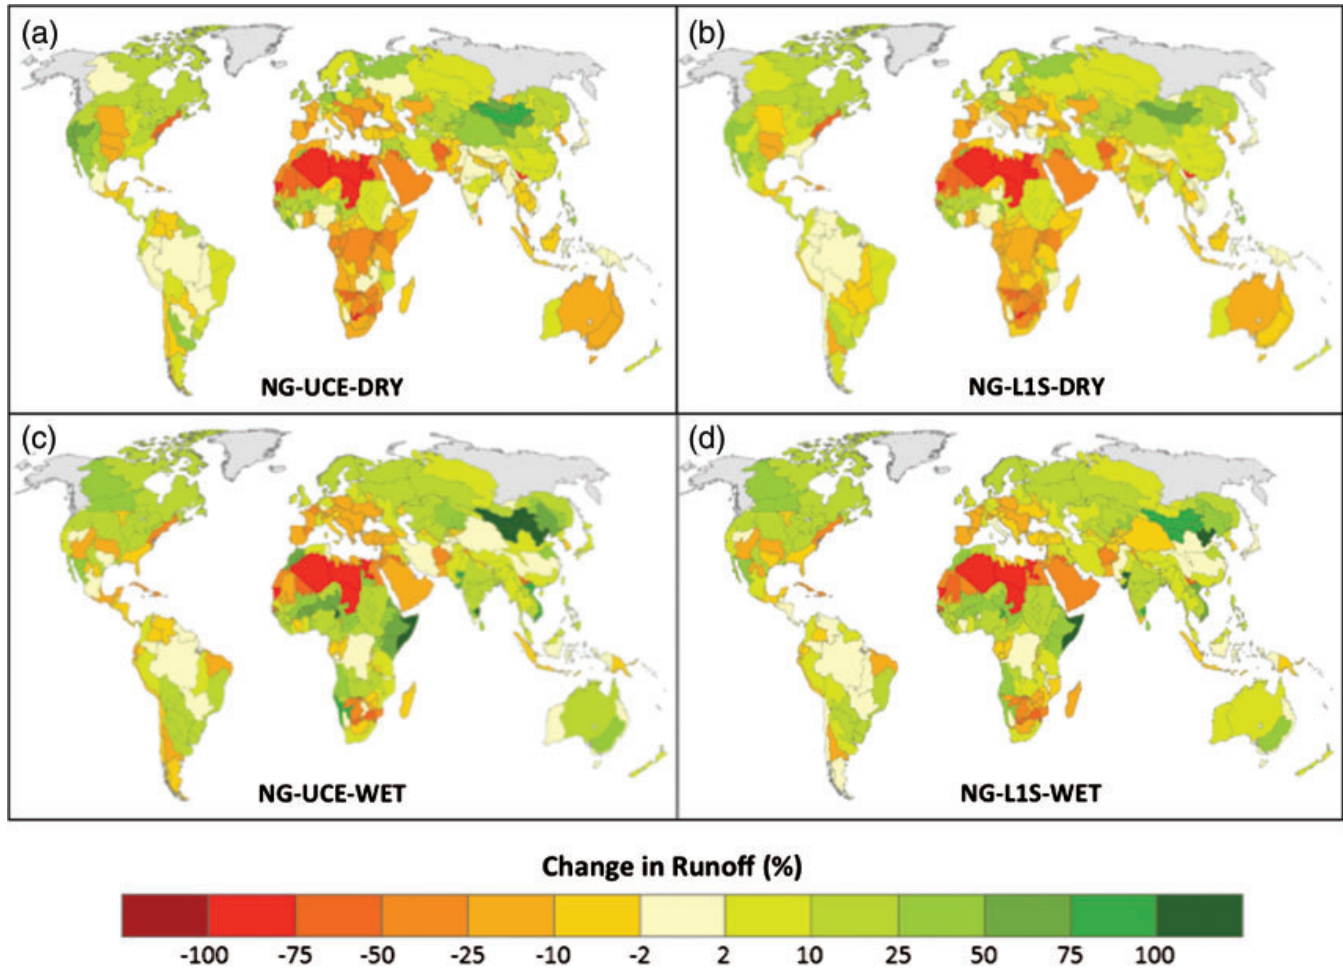 (a)
(b)
NG-UCE-DRY
NG-L1S-DRY
(c)
(d)
NG-UCE-WET
NG-L1S-WET
Change in Runoff (%)
-100 -75 -50 -25 -10 -2 2 10 25 50 75 100